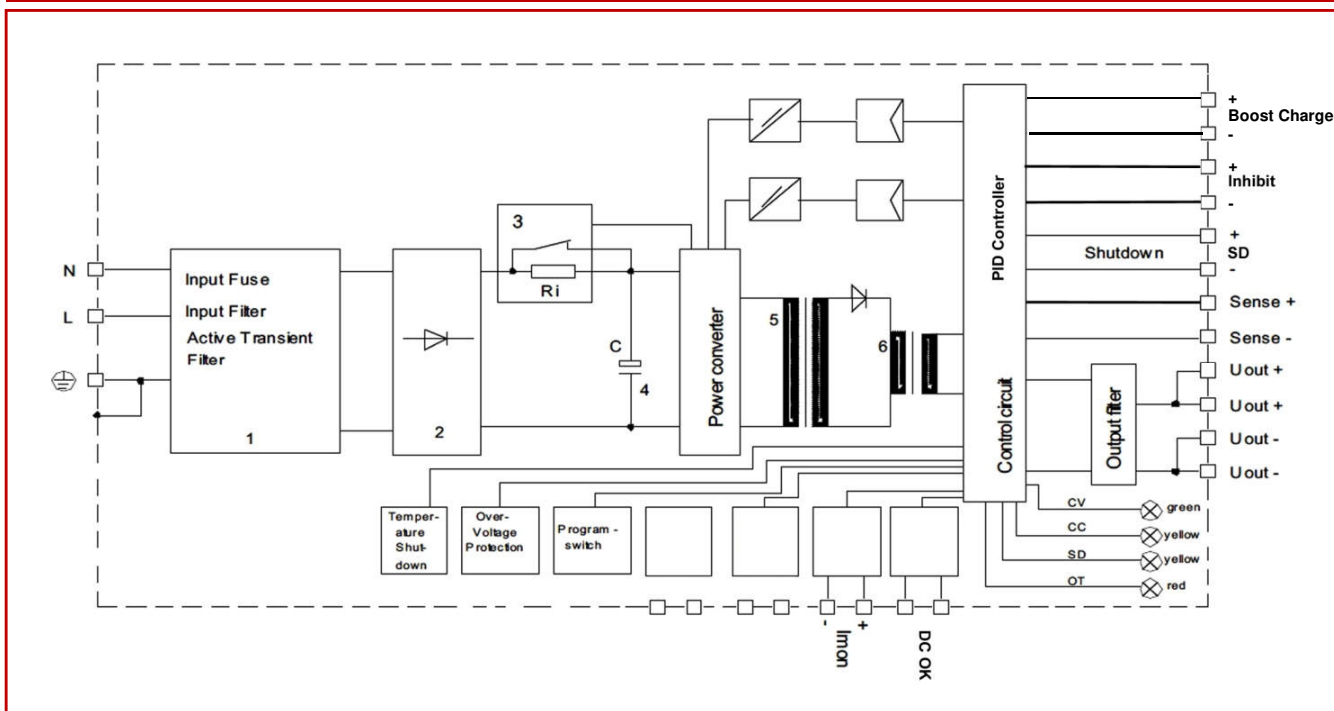 +
Boost Charge
-
+
Inhibit
-
+
Shutdown SD
-
Sense +
Sense -
Uout +
Uout +
Uout -
Uout -
PID Controller
Control circuit
Output filter
N
L
Input Fuse
Input Filter
Active Transient
Filter
1
2
3
Ri
C
4
Power converter
5
6
Temper-
ature
Shut-
down
Over-
Voltage
Protection
Program -
switch
CV green
CC yellow
SD yellow
OT red
- +
Imon
DC OK